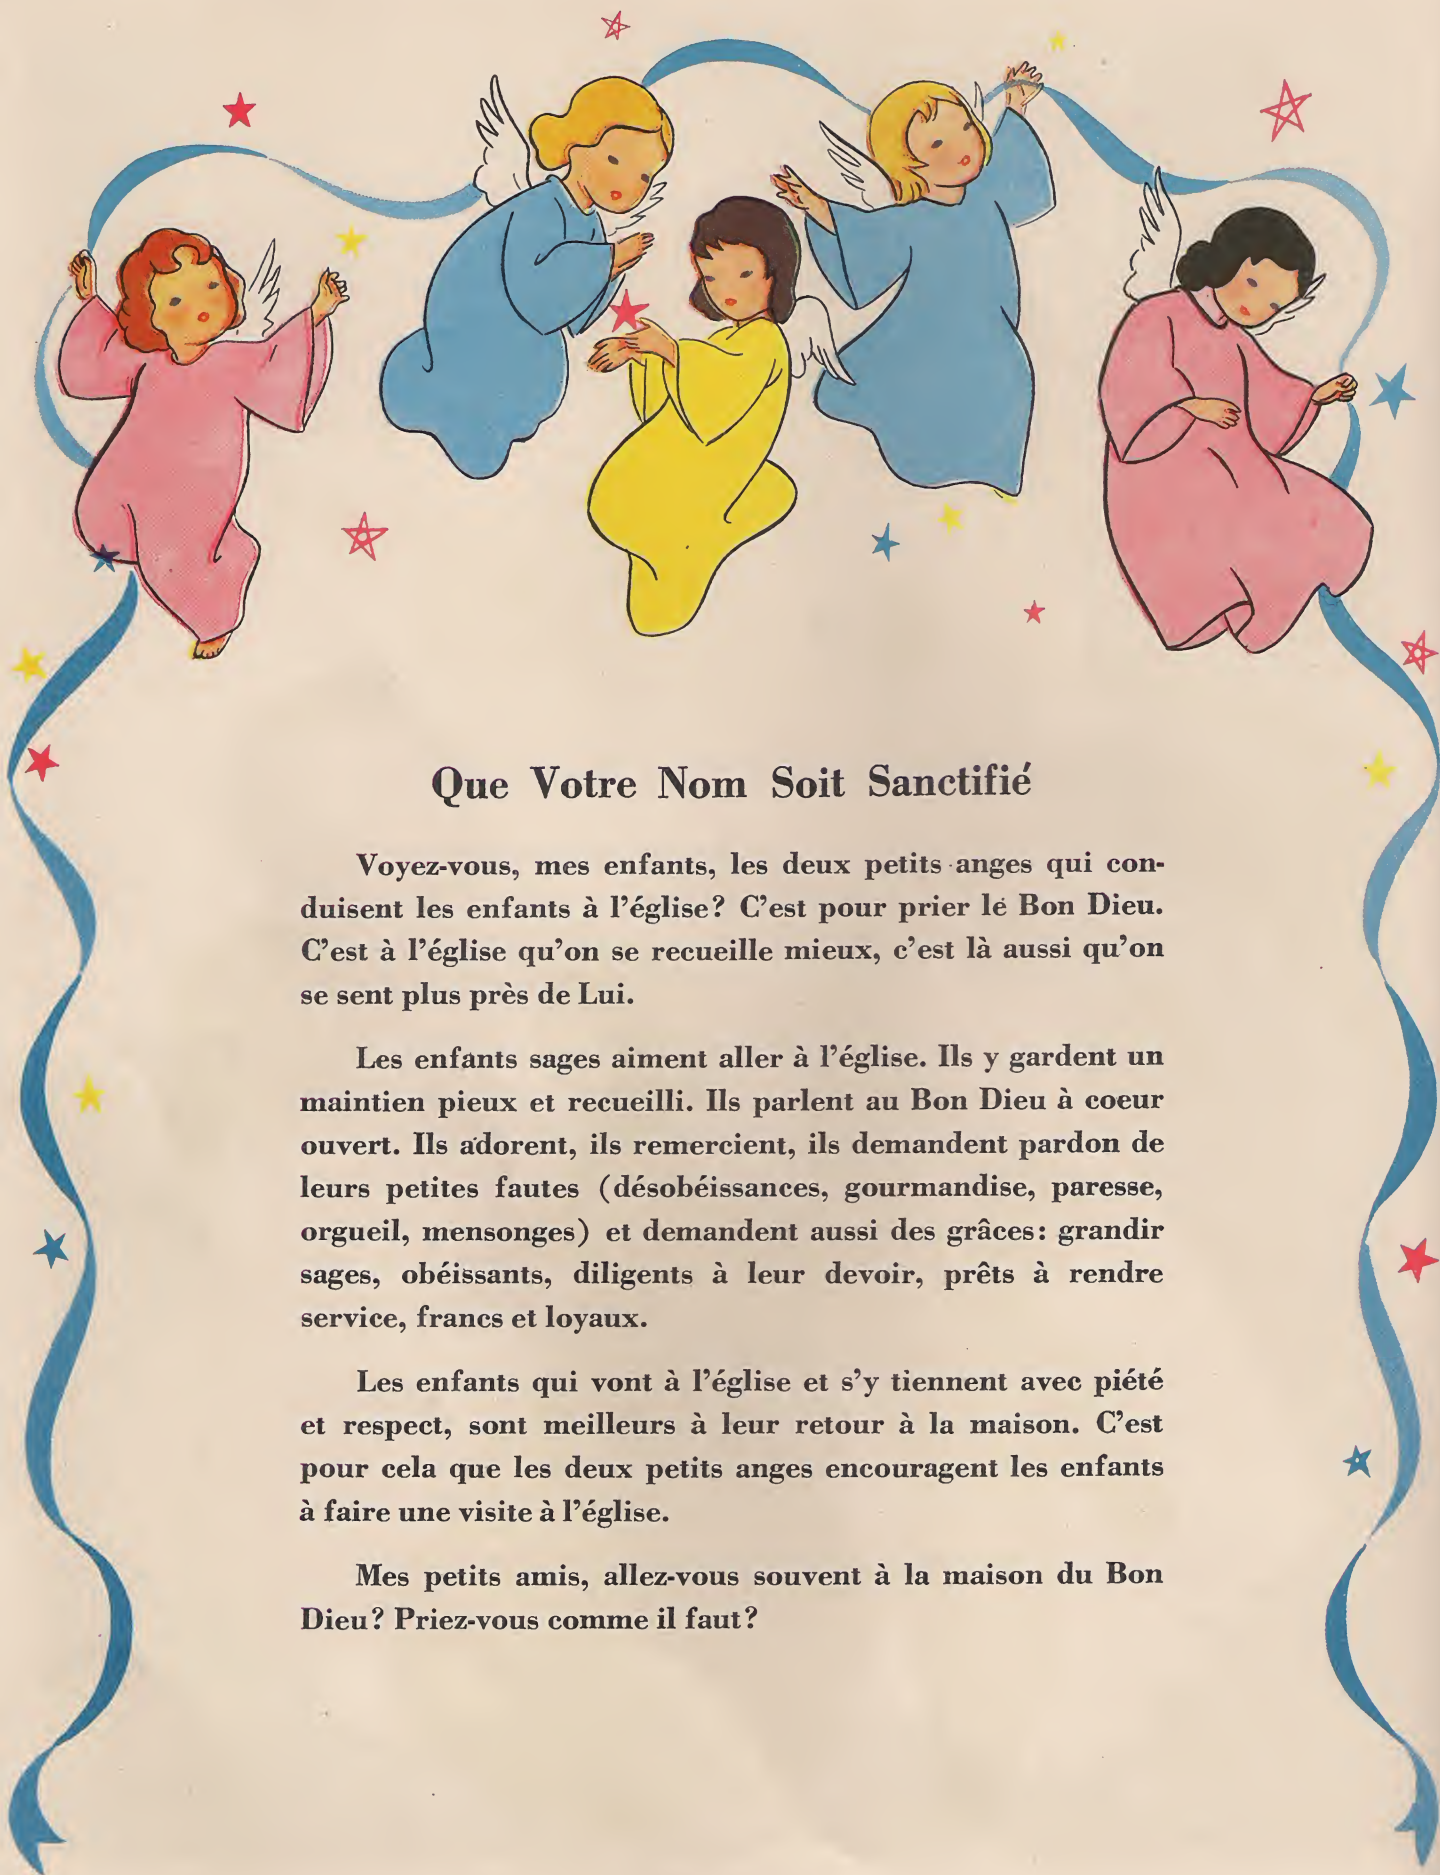 Que Votre Nom Soit Sanctifié
Voyez-vous, mes enfants, les deux petits anges qui con-
duisent les enfants à l'église? C'est pour prier le Bon Dieu.
C'est à l'église qu'on se recueille mieux, c'est là aussi qu'on
se sent plus près de Lui.
Les enfants sages aiment aller à l'église. Ils y gardent un
maintien pieux et recueilli. Ils parlent au Bon Dieu à coeur
ouvert. Ils adorent, ils remercient, ils demandent pardon de
leurs petites fautes (désobéissances, gourmandise, paresse,
orgueil, mensonges) et demandent aussi des grâces: grandir
sages, obéissants, diligents à leur devoir, prêts à rendre
service, francs et loyaux.
Les enfants qui vont à l'église et s'y tiennent avec piété
et respect, sont meilleurs à leur retour à la maison. C'est
pour cela que les deux petits anges encouragent les enfants
à faire une visite à l'église.
Mes petits amis, allez-vous souvent à la maison du Bon
Dieu? Priez-vous comme il faut?